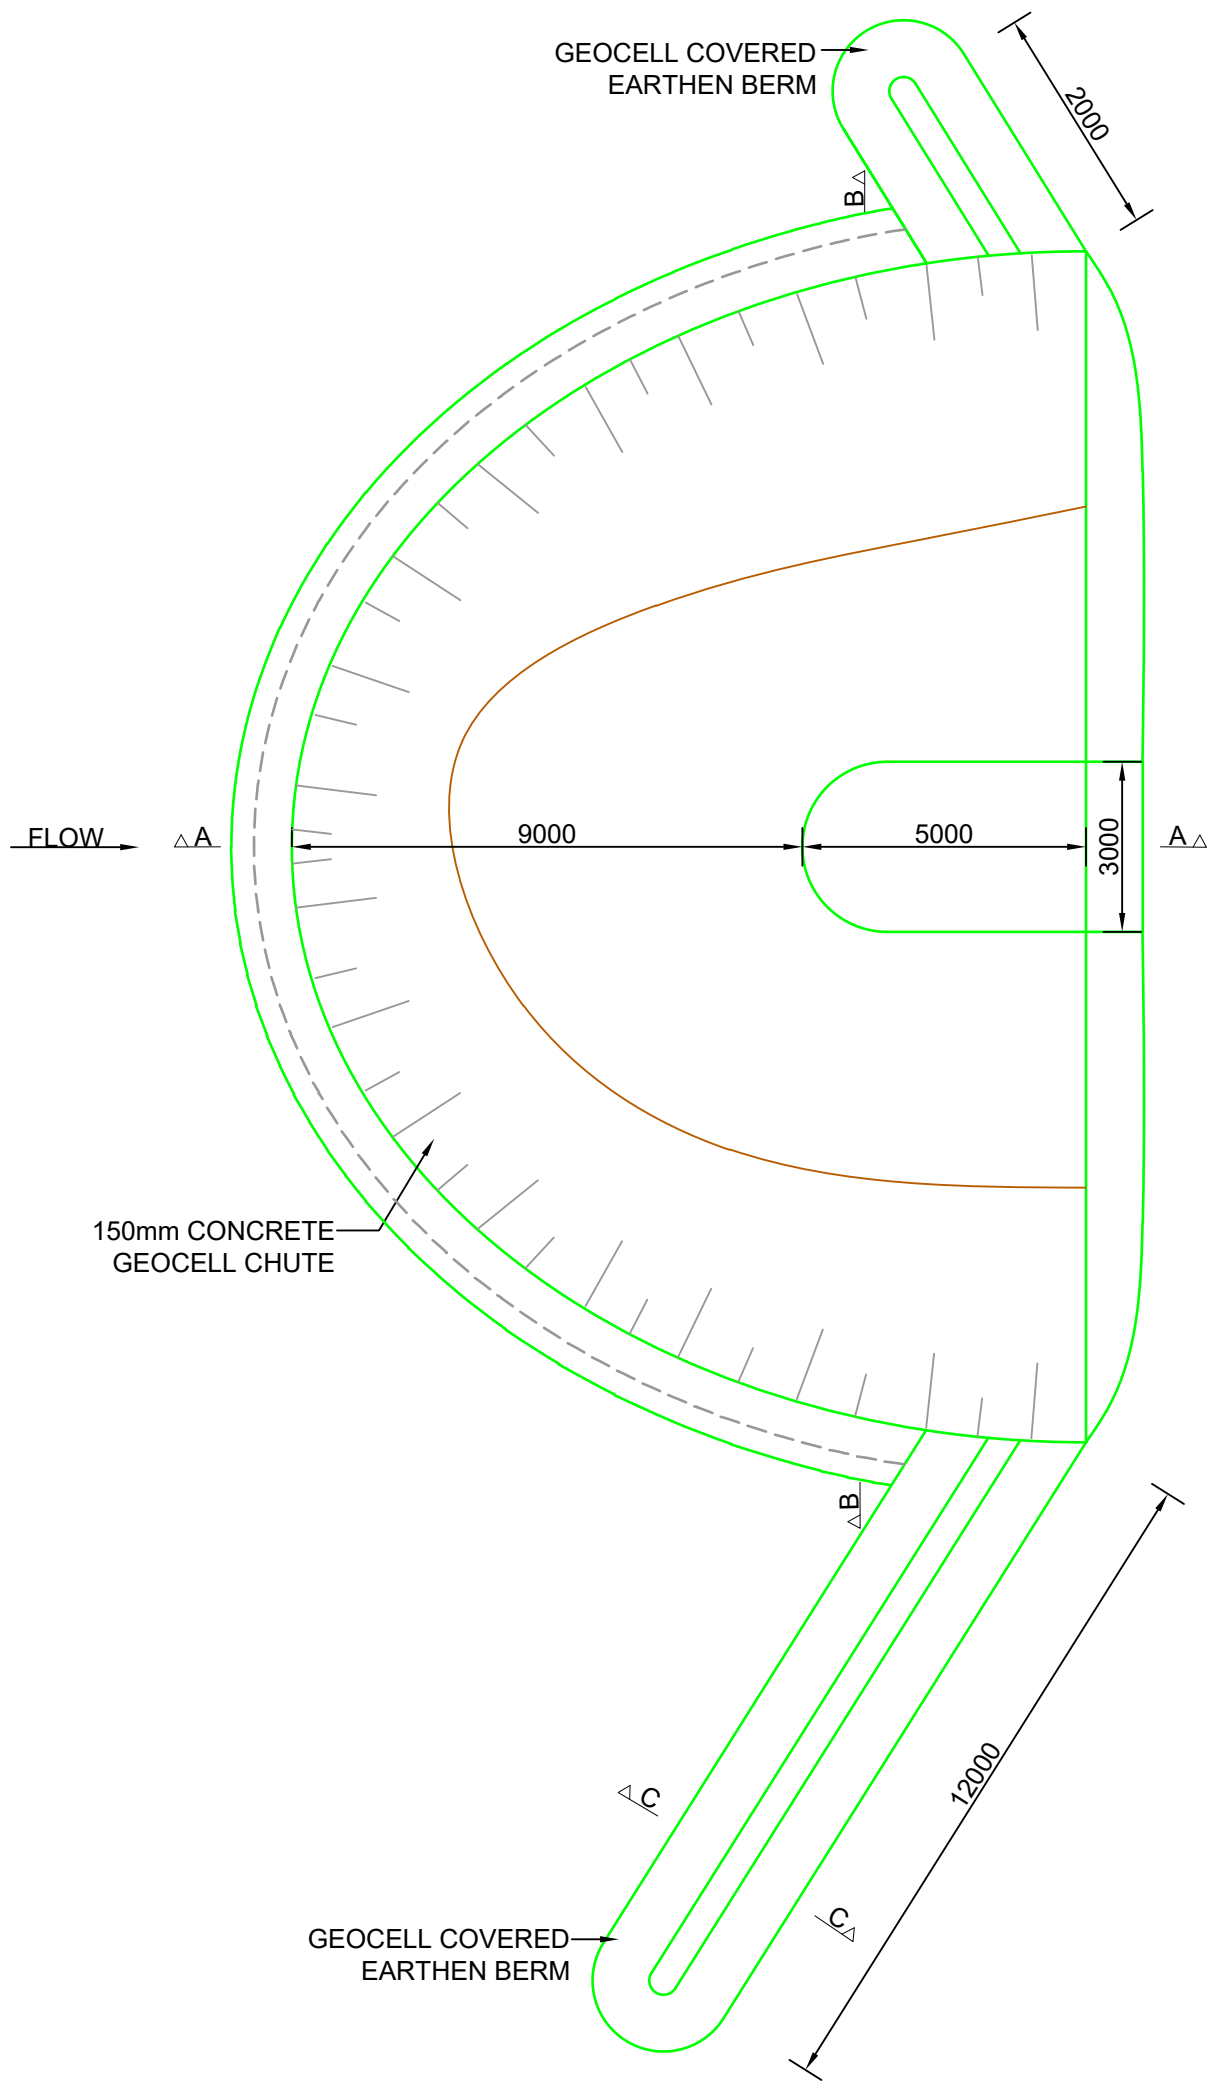 GEOCELL COVERED
EARTHEN BERM
2000
B
FLOW
A
9000
5000
3000
A
150mm CONCRETE
GEOCELL CHUTE
B
12000
C
C
GEOCELL COVERED
EARTHEN BERM